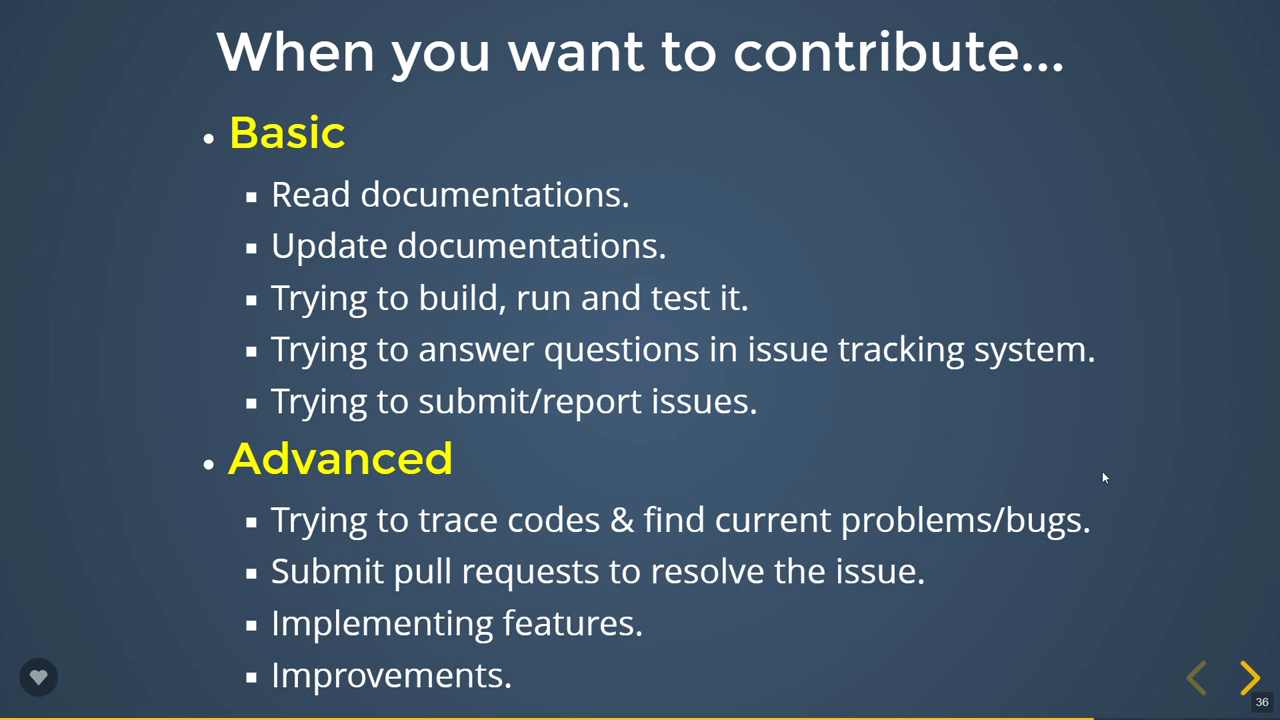 When you want to contribute...
• Basic
▪ Read documentations.
▪ Update documentations.
▪ Trying to build, run and test it.
▪ Trying to answer questions in issue tracking system.
▪ Trying to submit/report issues.
• Advanced
▪ Trying to trace codes & find current problems/bugs.
▪ Submit pull requests to resolve the issue.
▪ Implementing features.
▪ Improvements.
36